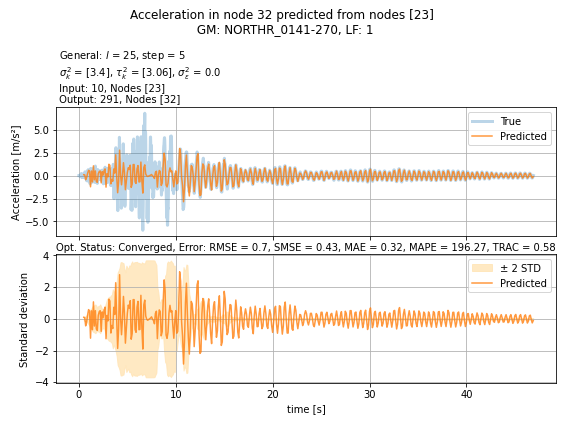 Acceleration in node 32 predicted from nodes [23]
GM: NORTHR_0141-270, LF: 1
General: l = 25, step = 5
σ²ₖ = [3.4], τ²ₖ = [3.06], σ²ₑ = 0.0
Input: 10, Nodes [23]
Output: 291, Nodes [32]
Acceleration [m/s²]
5.0
2.5
0.0
−2.5
−5.0
True
Predicted
Opt. Status: Converged, Error: RMSE = 0.7, SMSE = 0.43, MAE = 0.32, MAPE = 196.27, TRAC = 0.58
Standard deviation
4
2
0
−2
−4
± 2 STD
Predicted
0
10
20
30
40
time [s]